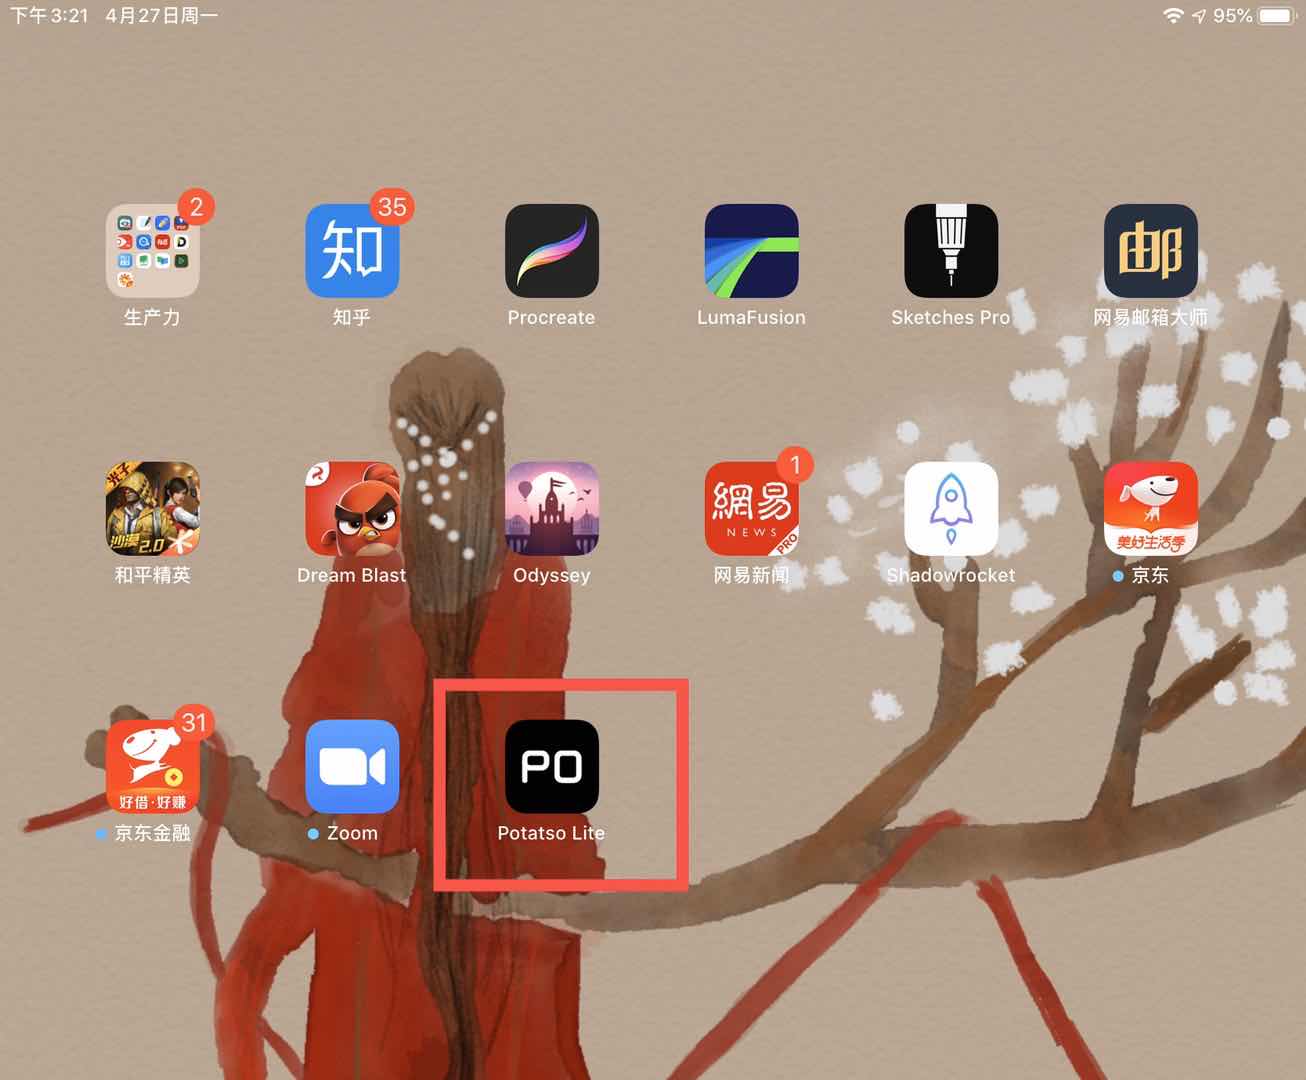 下午3:21 4月27日周一
95%
2
35
知
邮
生产力
知乎
Procreate
LumaFusion
Sketches Pro
网易邮箱大师
光子
沙漠2.0
1
網易
NEWS
PRO
美好生活季
和平精英
Dream Blast
Odyssey
网易新闻
Shadowrocket
京东
31
好借·好赚
PO
京东金融
Zoom
Potatso Lite